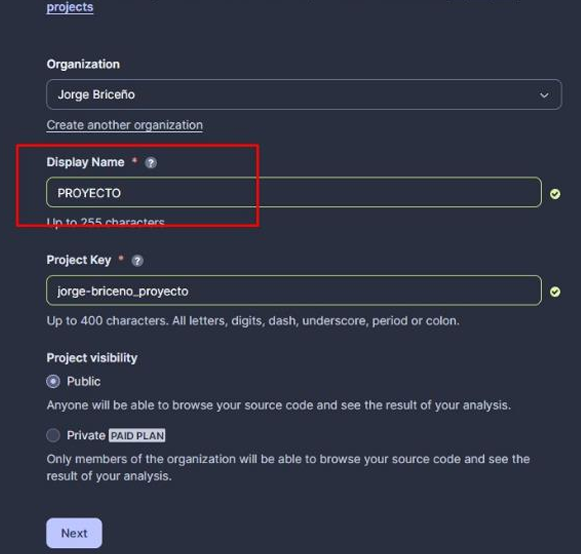 projects
Organization
Jorge Briceño
Create another organization
Display Name * ?
PROYECTO
Up to 255 characters
Project Key * ?
jorge-briceno_proyecto
Up to 400 characters. All letters, digits, dash, underscore, period or colon.
Project visibility
Public
Anyone will be able to browse your source code and see the result of your analysis.
Private PAID PLAN
Only members of the organization will be able to browse your source code and see the
result of your analysis.
Next